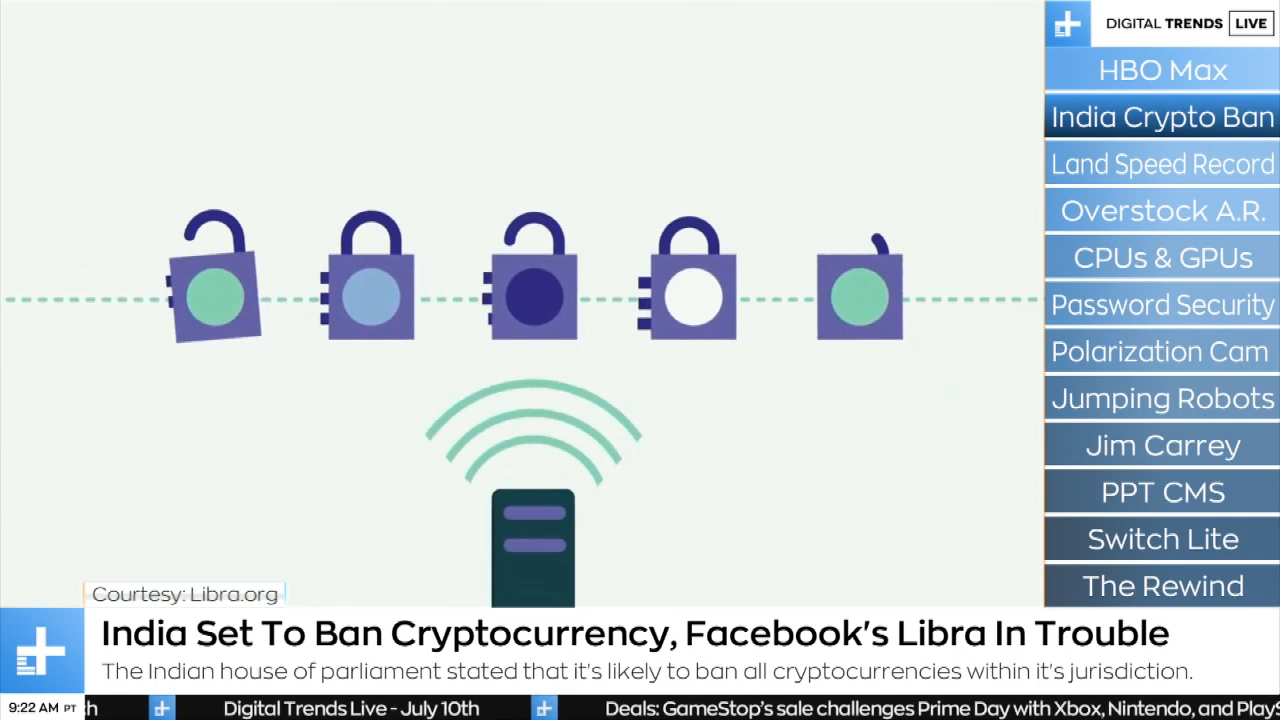 DIGITAL TRENDS LIVE
HBO Max
India Crypto Ban
Land Speed Record
Overstock A.R.
CPUs & GPUs
Password Security
Polarization Cam
Jumping Robots
Jim Carrey
PPT CMS
Switch Lite
The Rewind
Courtesy: Libra.org
India Set To Ban Cryptocurrency, Facebook's Libra In Trouble
The Indian house of parliament stated that it's likely to ban all cryptocurrencies within it's jurisdiction.
9:22 AM PT h Digital Trends Live - July 10th Deals: GameStop's sale challenges Prime Day with Xbox, Nintendo, and PlayS